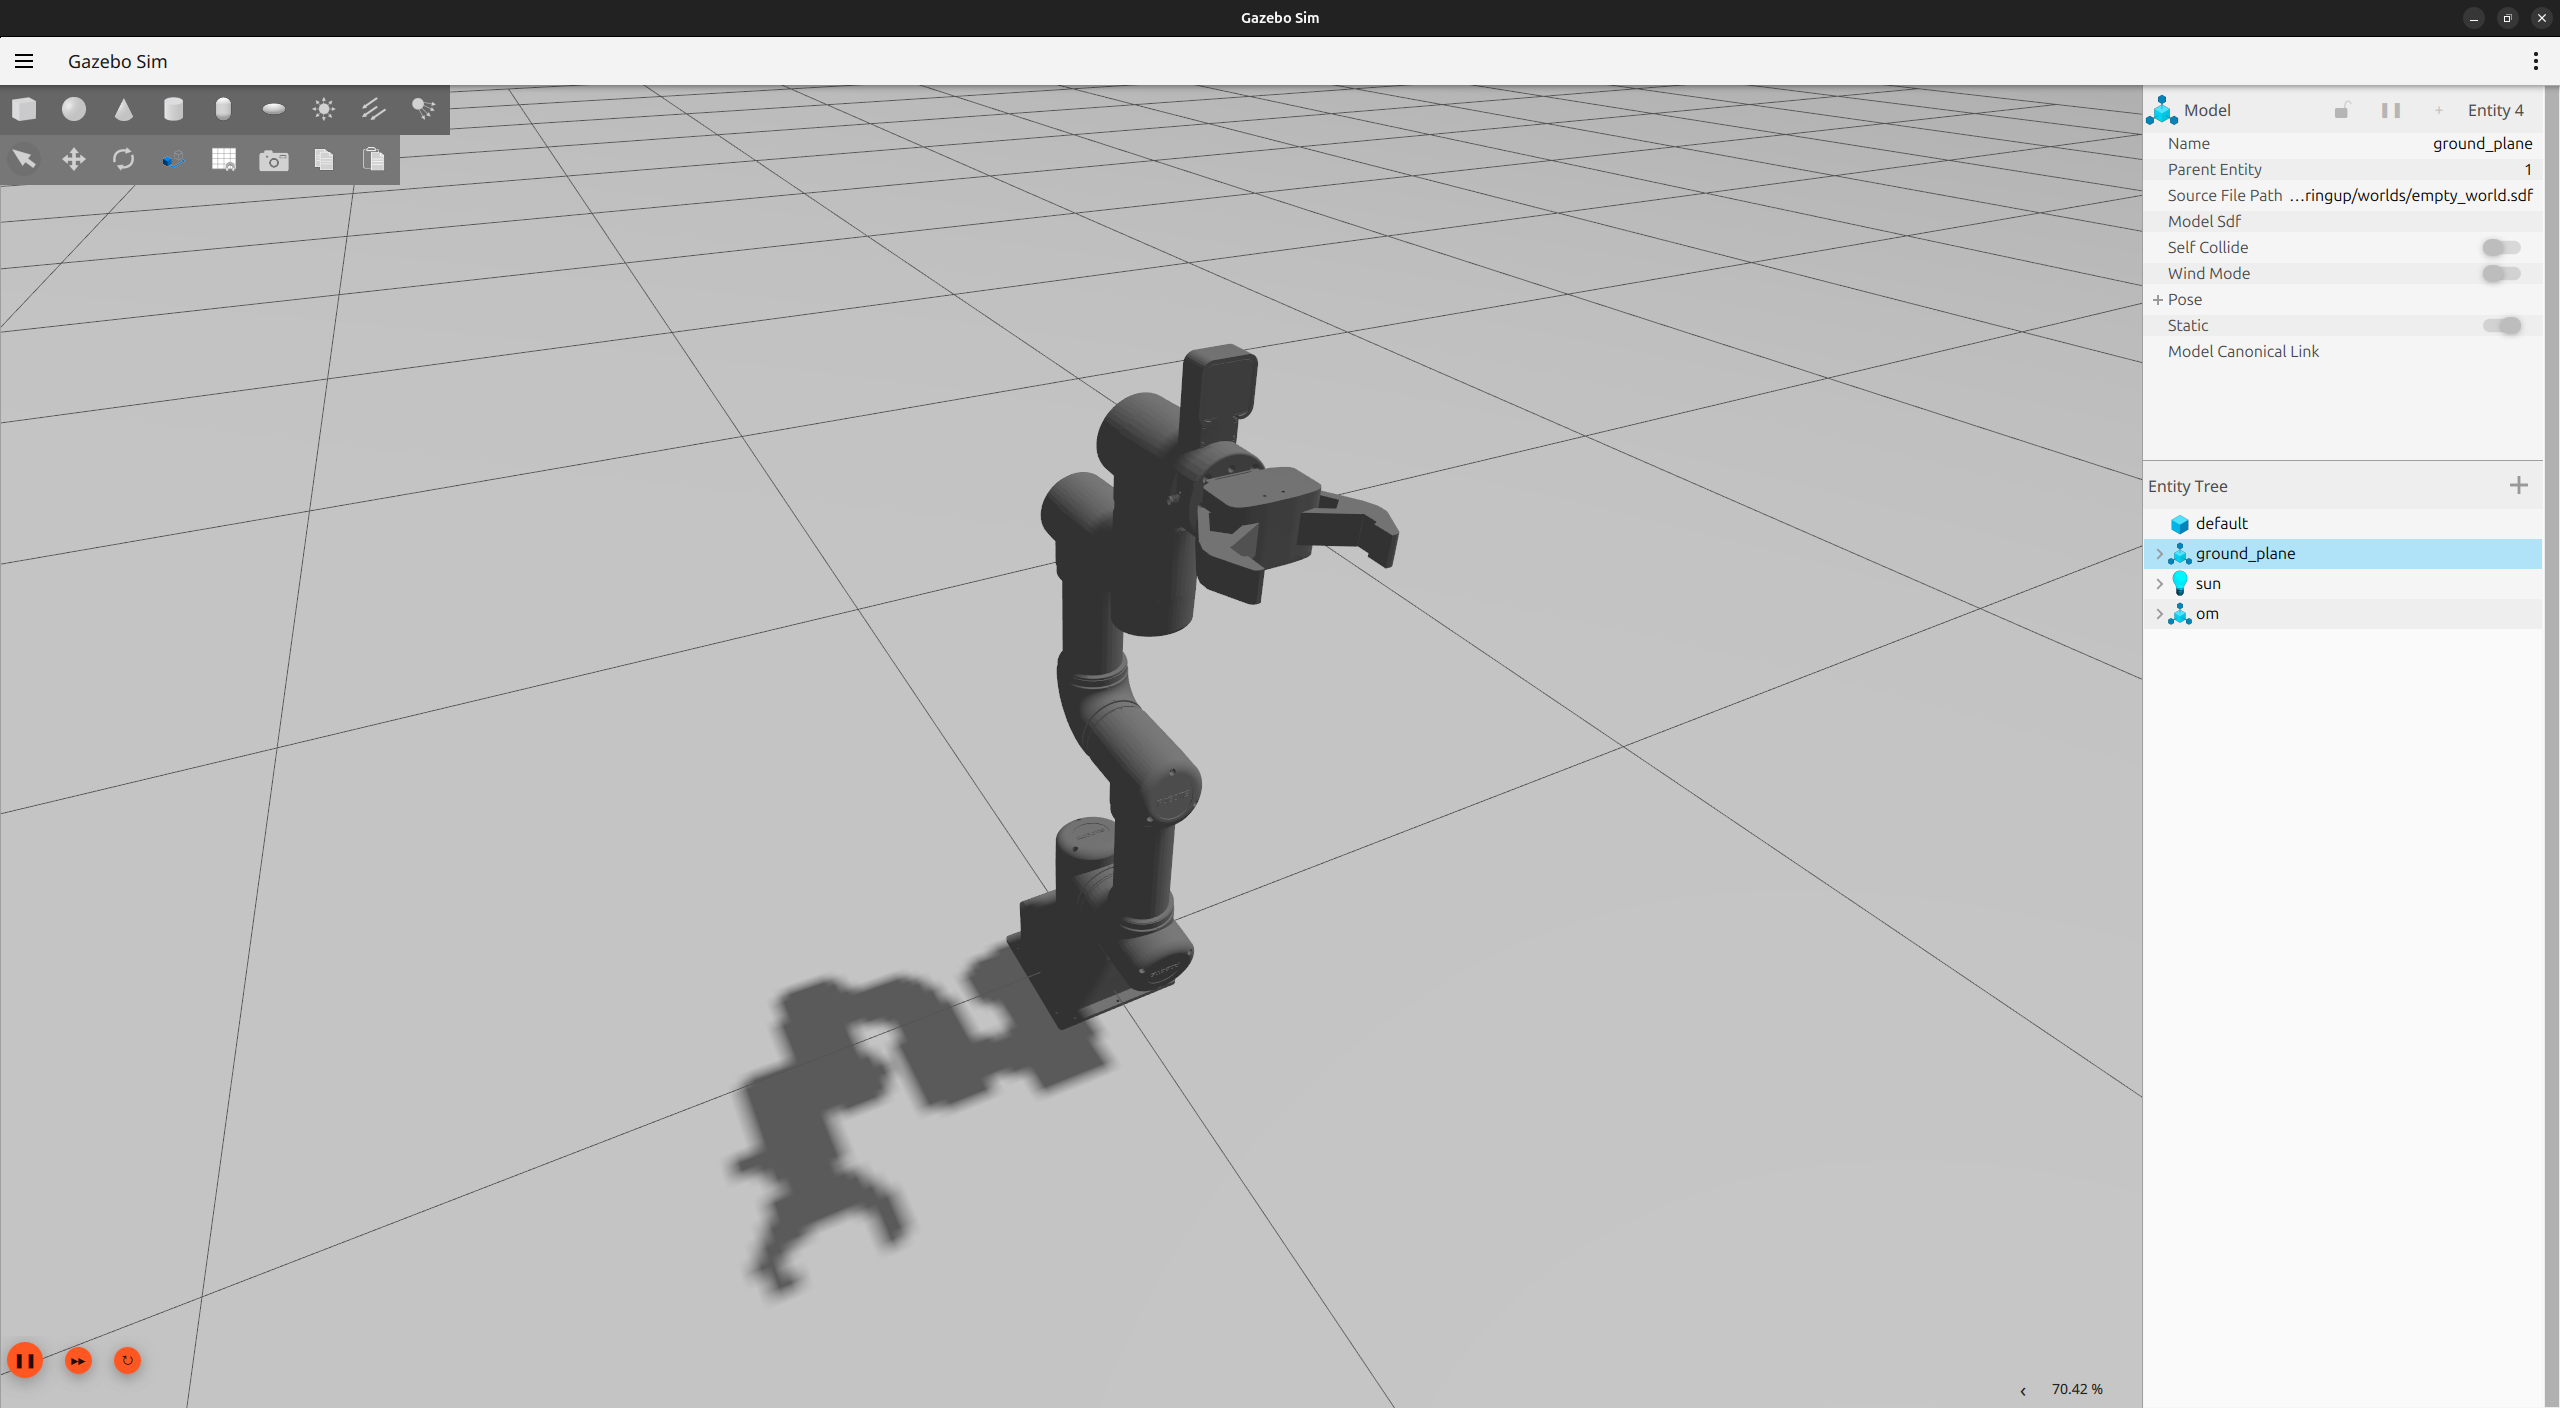 Gazebo Sim
Gazebo Sim
Model Entity 4
Name ground_plane
Parent Entity 1
Source File Path ...ringup/worlds/empty_world.sdf
Model Sdf
Self Collide
Wind Mode
Pose
Static
Model Canonical Link
Entity Tree
default
ground_plane
sun
om
70.42 %